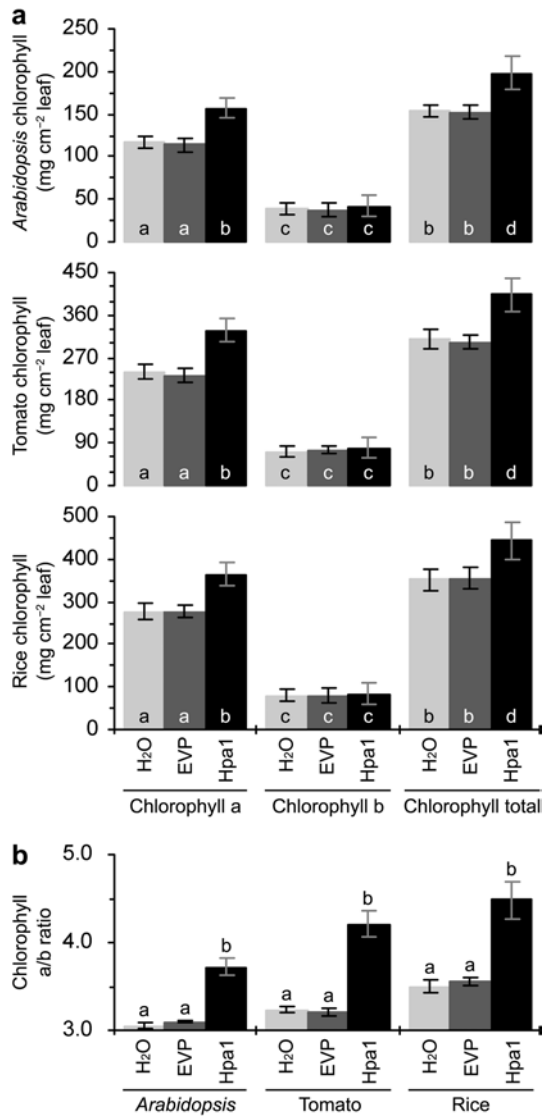 a
Arabidopsis chlorophyll
(mg cm⁻² leaf)
250
200
150
100
50
0
a a b c c c b b d
Tomato chlorophyll
(mg cm⁻² leaf)
450
360
270
180
90
0
a a b c c c b b d
Rice chlorophyll
(mg cm⁻² leaf)
500
400
300
200
100
0
a a b c c c b b d
H₂O EVP Hpa1 H₂O EVP Hpa1 H₂O EVP Hpa1
Chlorophyll a Chlorophyll b Chlorophyll total
b
Chlorophyll
a/b ratio
5.0
4.0
3.0
a a b a a b a a b
H₂O EVP Hpa1 H₂O EVP Hpa1 H₂O EVP Hpa1
Arabidopsis Tomato Rice